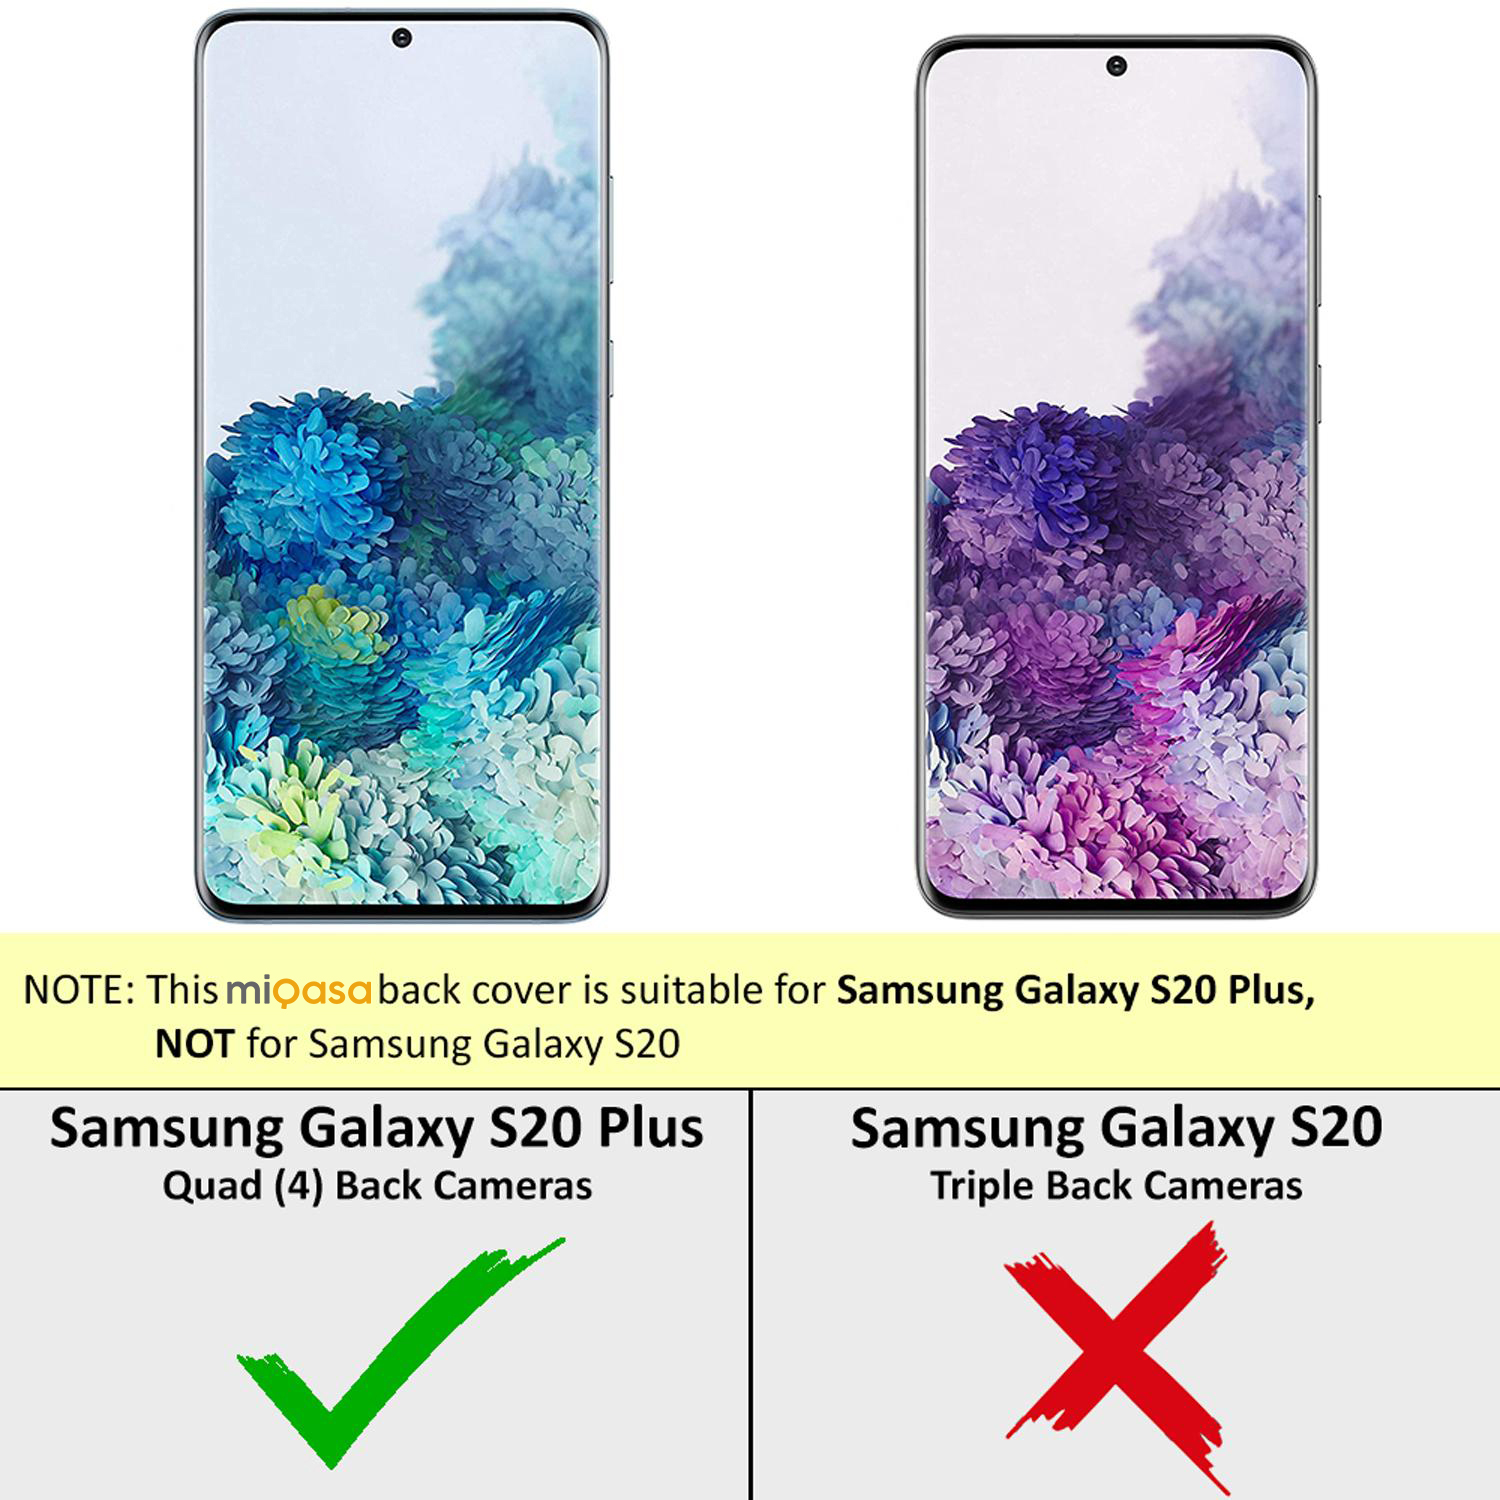 NOTE: This miQasa back cover is suitable for Samsung Galaxy S20 Plus,
NOT for Samsung Galaxy S20
Samsung Galaxy S20 Plus
Quad (4) Back Cameras
Samsung Galaxy S20
Triple Back Cameras